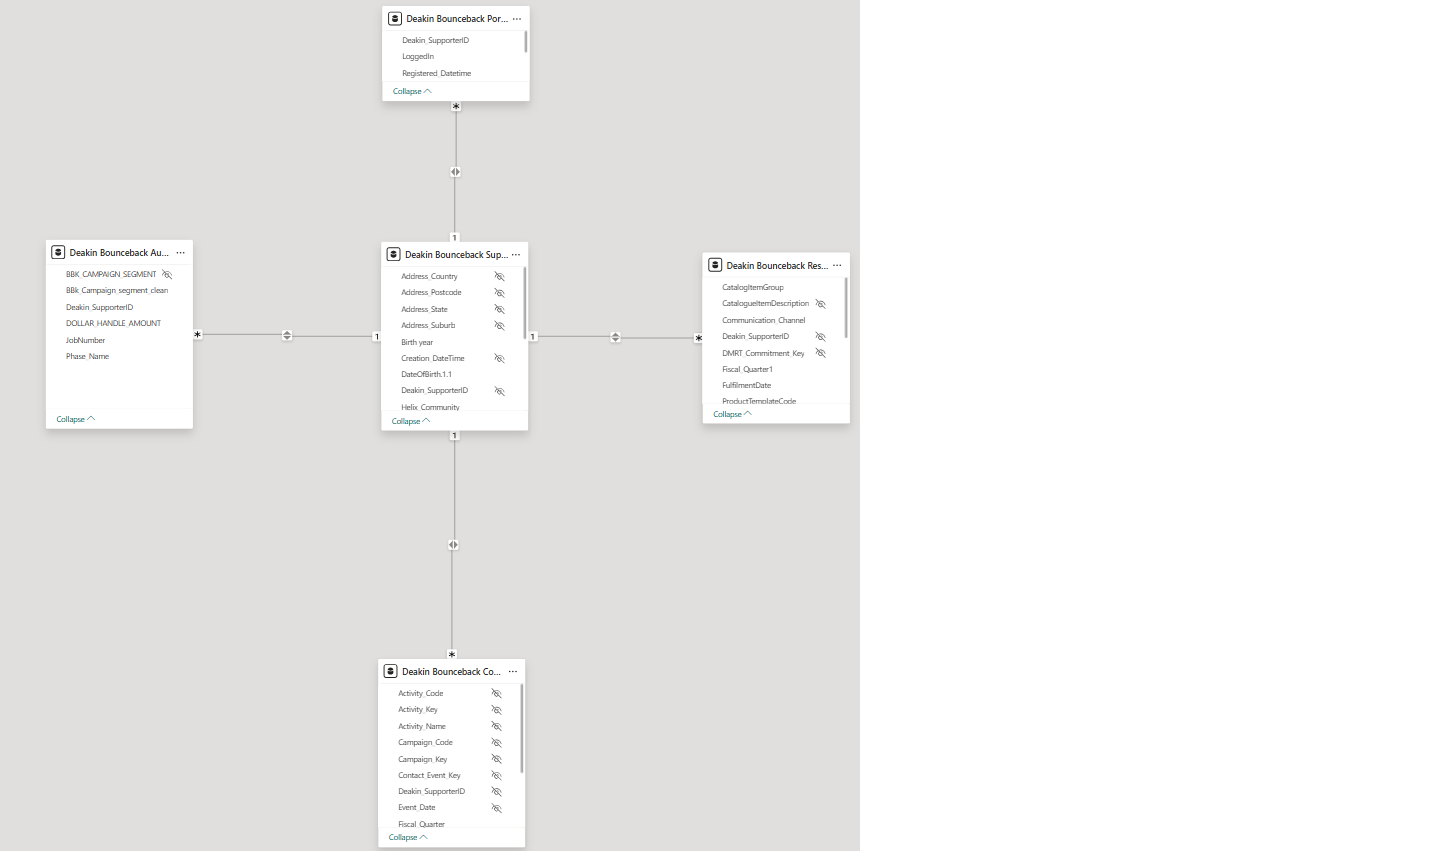 Deakin Bounceback Por... ...
Deakin_SupporterID
LoggedIn
Registered_Datetime
Collapse
*
1
Deakin Bounceback Au... ...
BBK_CAMPAIGN_SEGMENT
BBk_Campaign_segment_clean
Deakin_SupporterID
DOLLAR_HANDLE_AMOUNT
JobNumber
Phase_Name
Collapse
*
1
Deakin Bounceback Sup... ...
Address_Country
Address_Postcode
Address_State
Address_Suburb
Birth year
Creation_DateTime
DateOfBirth.1.1
Deakin_SupporterID
Helix_Community
Collapse
1
*
Deakin Bounceback Res... ...
CatalogItemGroup
CatalogueItemDescription
Communication_Channel
Deakin_SupporterID
DMRT_Commitment_Key
Fiscal_Quarter1
FulfilmentDate
ProductTemplateCode
Collapse
1
*
Deakin Bounceback Co... ...
Activity_Code
Activity_Key
Activity_Name
Campaign_Code
Campaign_Key
Contact_Event_Key
Deakin_SupporterID
Event_Date
Fiscal_Quarter
Collapse